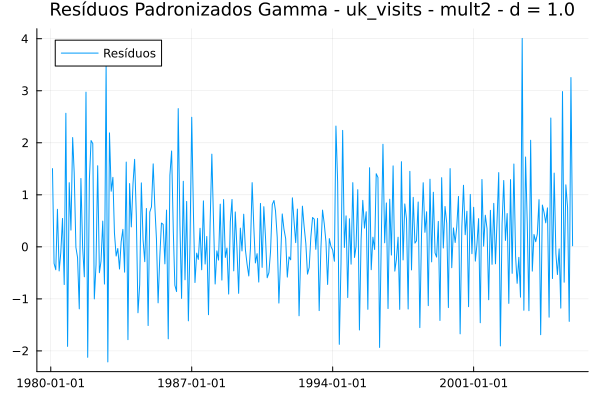 Resíduos Padronizados Gamma - uk_visits - mult2 - d = 1.0
Resíduos
4
3
2
1
0
−1
−2
1980-01-01 1987-01-01 1994-01-01 2001-01-01